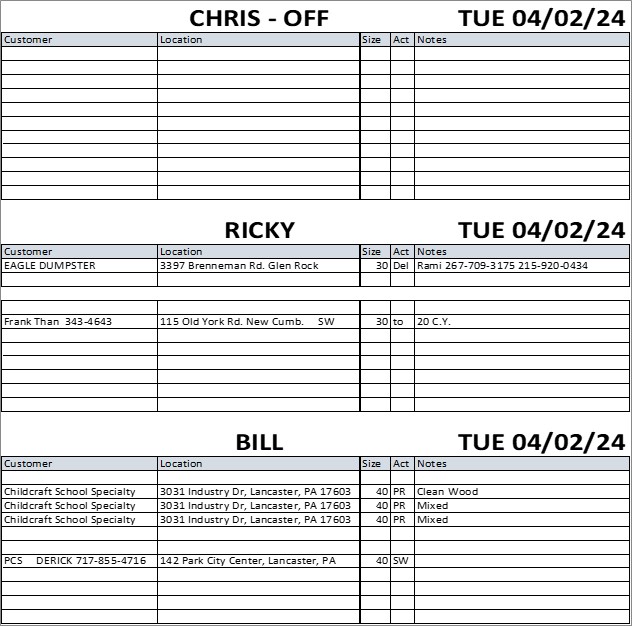 CHRIS - OFF TUE 04/02/24
Customer Location Size Act Notes
RICKY TUE 04/02/24
Customer Location Size Act Notes
EAGLE DUMPSTER 3397 Brenneman Rd. Glen Rock 30 Del Rami 267-709-3175 215-920-0434
Frank Than 343-4643 115 Old York Rd. New Cumb. SW 30 to 20 C.Y.
BILL TUE 04/02/24
Customer Location Size Act Notes
Childcraft School Specialty 3031 Industry Dr, Lancaster, PA 17603 40 PR Clean Wood
Childcraft School Specialty 3031 Industry Dr, Lancaster, PA 17603 40 PR Mixed
Childcraft School Specialty 3031 Industry Dr, Lancaster, PA 17603 40 PR Mixed
PCS DERICK 717-855-4716 142 Park City Center, Lancaster, PA 40 SW